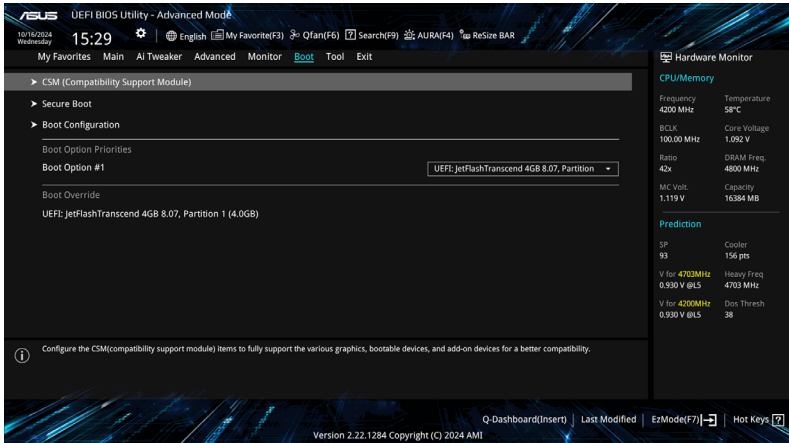 ASUS UEFI BIOS Utility - Advanced Mode
10/16/2024
Wednesday
15:29
English My Favorite(F3) Qfan(F6) ? Search(F9) AURA(F4) ReSize BAR
My Favorites Main Ai Tweaker Advanced Monitor Boot Tool Exit
Hardware Monitor
CSM (Compatibility Support Module)
Secure Boot
Boot Configuration
Boot Option Priorities
Boot Option #1
UEFI: JetFlashTranscend 4GB 8.07, Partition
Boot Override
UEFI: JetFlashTranscend 4GB 8.07, Partition 1 (4.0GB)
CPU/Memory
Frequency Temperature
4200 MHz 58°C
BCLK Core Voltage
100.00 MHz 1.092 V
Ratio DRAM Freq.
42x 4800 MHz
MC Volt. Capacity
1.119 V 16384 MB
Prediction
SP Cooler
93 156 pts
V for 4703MHz Heavy Freq
0.930 V @L5 4703 MHz
V for 4200MHz Dos Thresh
0.930 V @L5 38
i Configure the CSM(compatibility support module) items to fully support the various graphics, bootable devices, and add-on devices for a better compatibility.
Q-Dashboard(Insert) Last Modified EzMode(F7) Hot Keys ?
Version 2.22.1284 Copyright (C) 2024 AMI